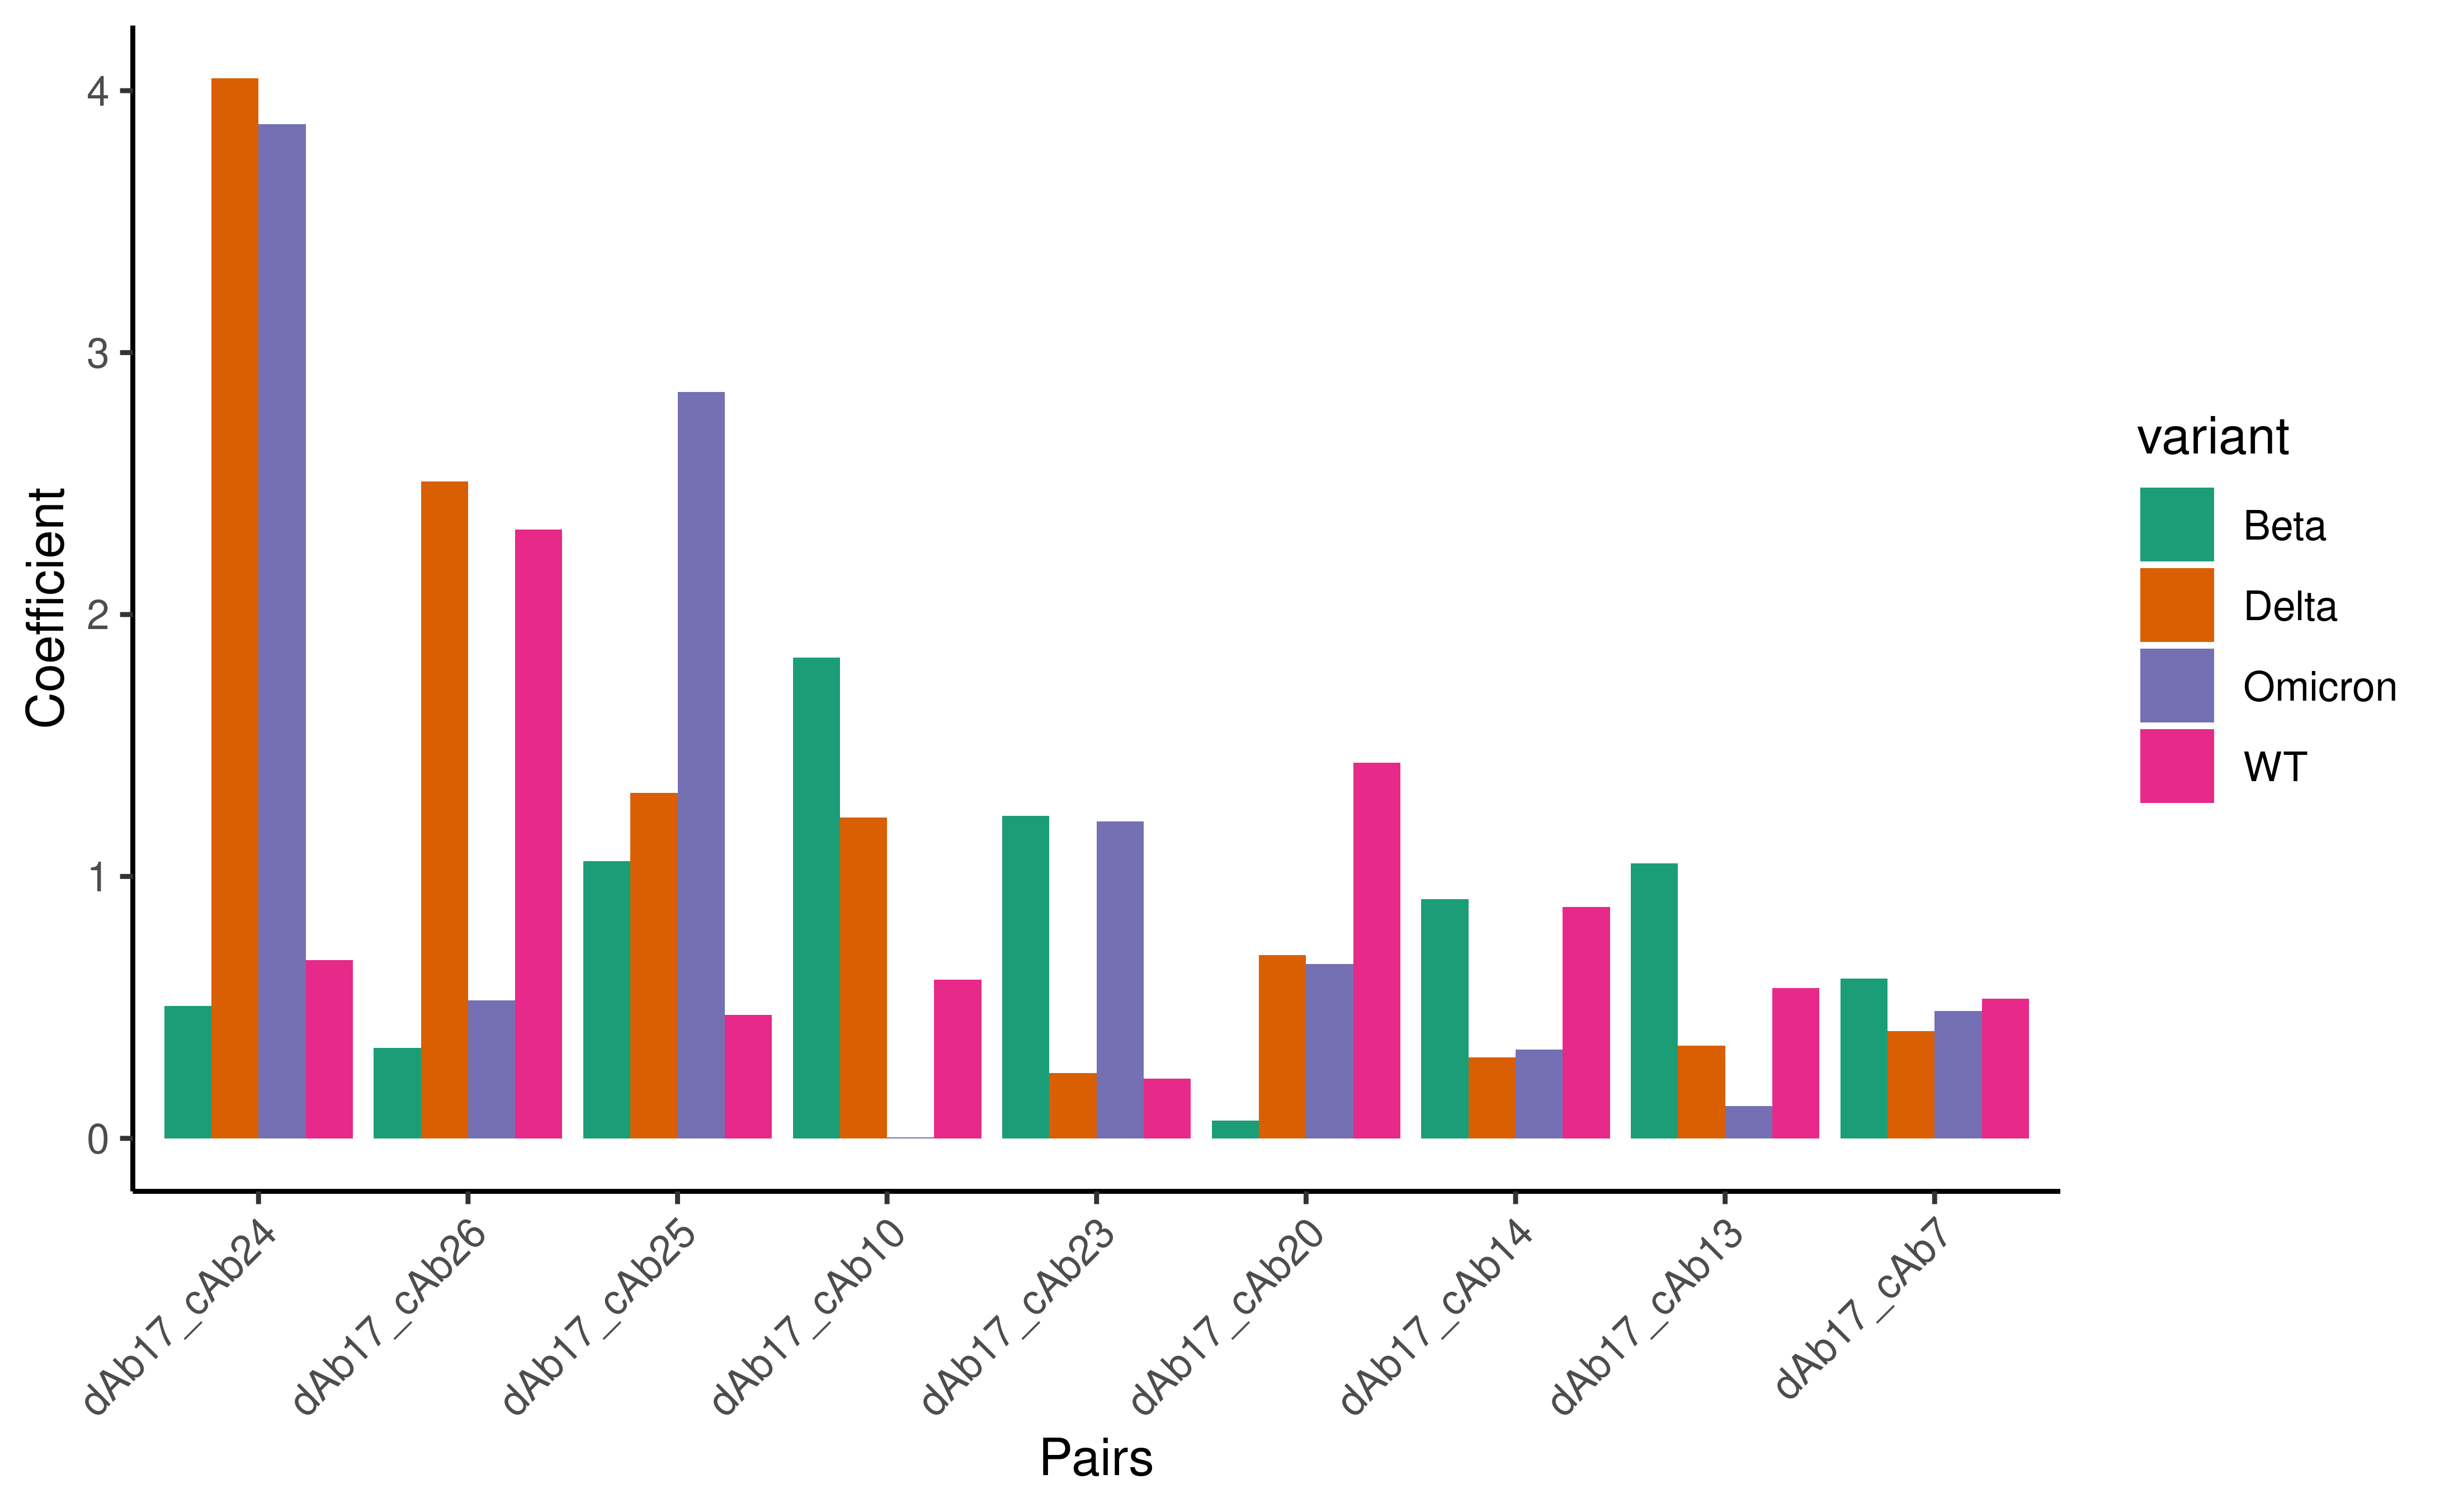 4
3
2
1
0
Coefficient
dAb17_cAb24
dAb17_cAb26
dAb17_cAb25
dAb17_cAb10
dAb17_cAb23
dAb17_cAb20
dAb17_cAb14
dAb17_cAb13
dAb17_cAb7
Pairs
variant
Beta
Delta
Omicron
WT